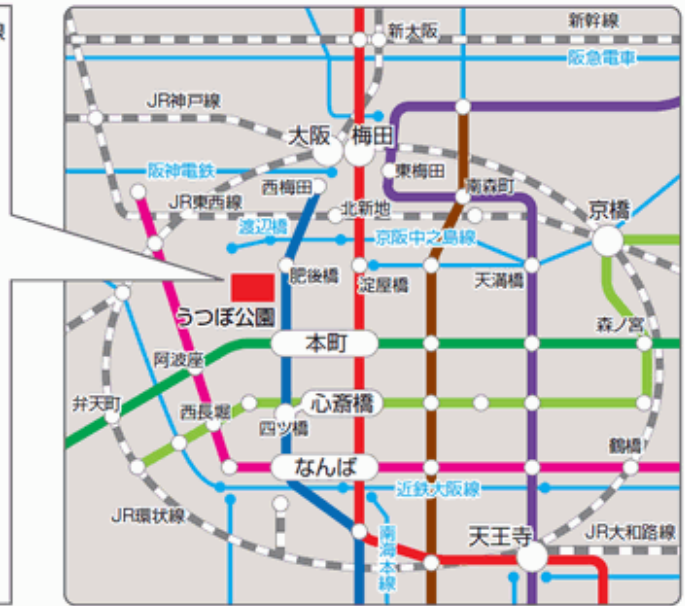 線
新幹線
新大阪
阪急電車
JR神戸線
大阪
梅田
阪神電鉄
東梅田
西梅田
南森町
JR東西線
北新地
京橋
渡辺橋
京阪中之島線
肥後橋
淀屋橋
天満橋
うつぼ公園
森ノ宮
本町
阿波座
弁天町
西長堀
心斎橋
四ツ橋
鶴橋
なんば
近鉄大阪線
JR環状線
南海本線
天王寺
JR大和路線